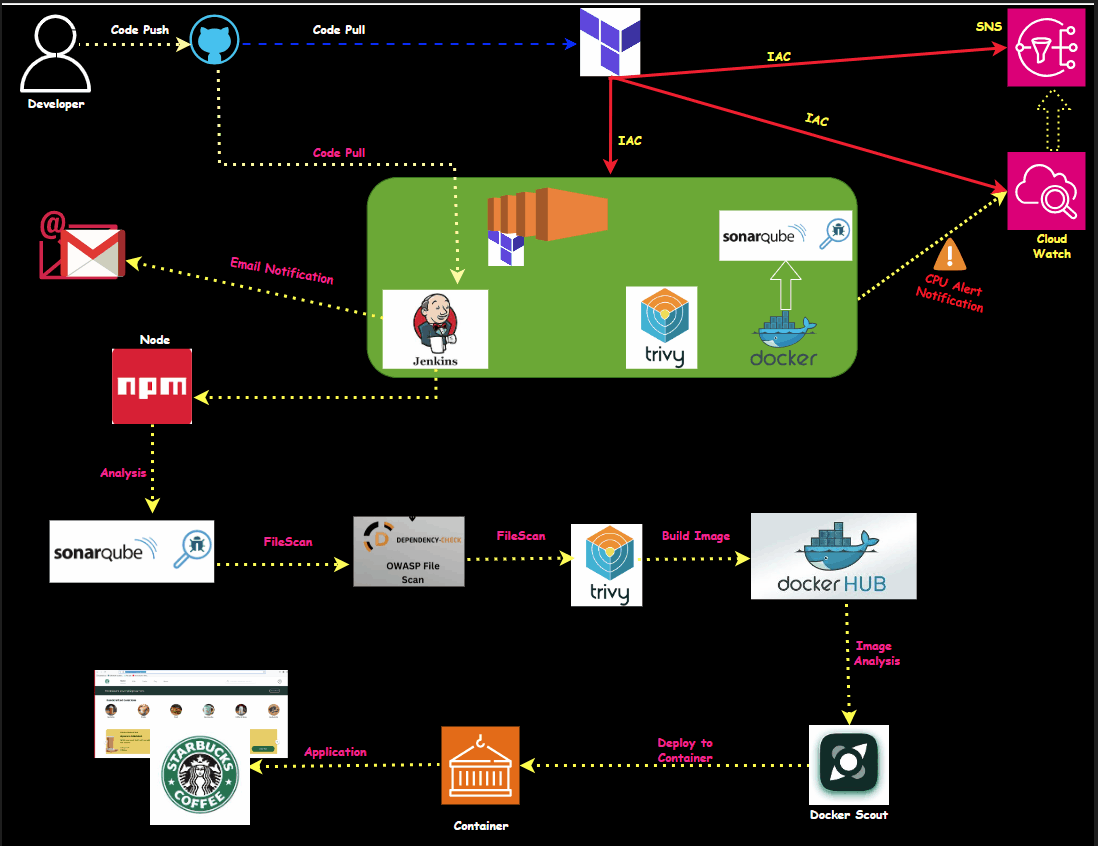 Code Push
Code Pull
SNS
IAC
Developer
IAC
IAC
Code Pull
@
sonarqube
Cloud
Watch
Email Notification
CPU Alert
Notification
Jenkins
trivy
docker
Node
npm
Analysis
sonarqube
FileScan
DEPENDENCY-CHECK
OWASP File
Scan
FileScan
trivy
Build Image
docker HUB
Image
Analysis
STARBUCKS
COFFEE
Application
Container
Deploy to
Container
Docker Scout